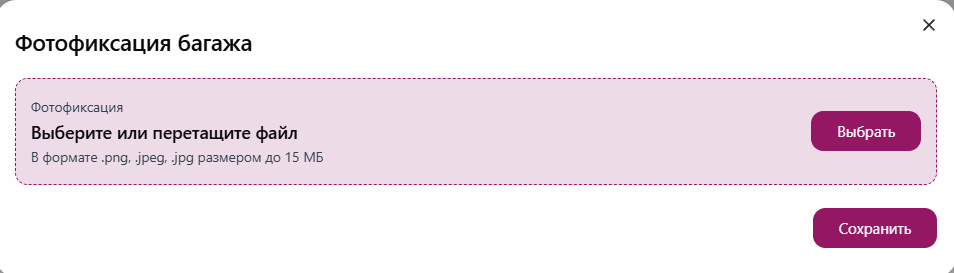 Фотофиксация багажа
Фотофиксация
Выберите или перетащите файл
В формате .png, .jpeg, .jpg размером до 15 МБ
Выбрать
Сохранить